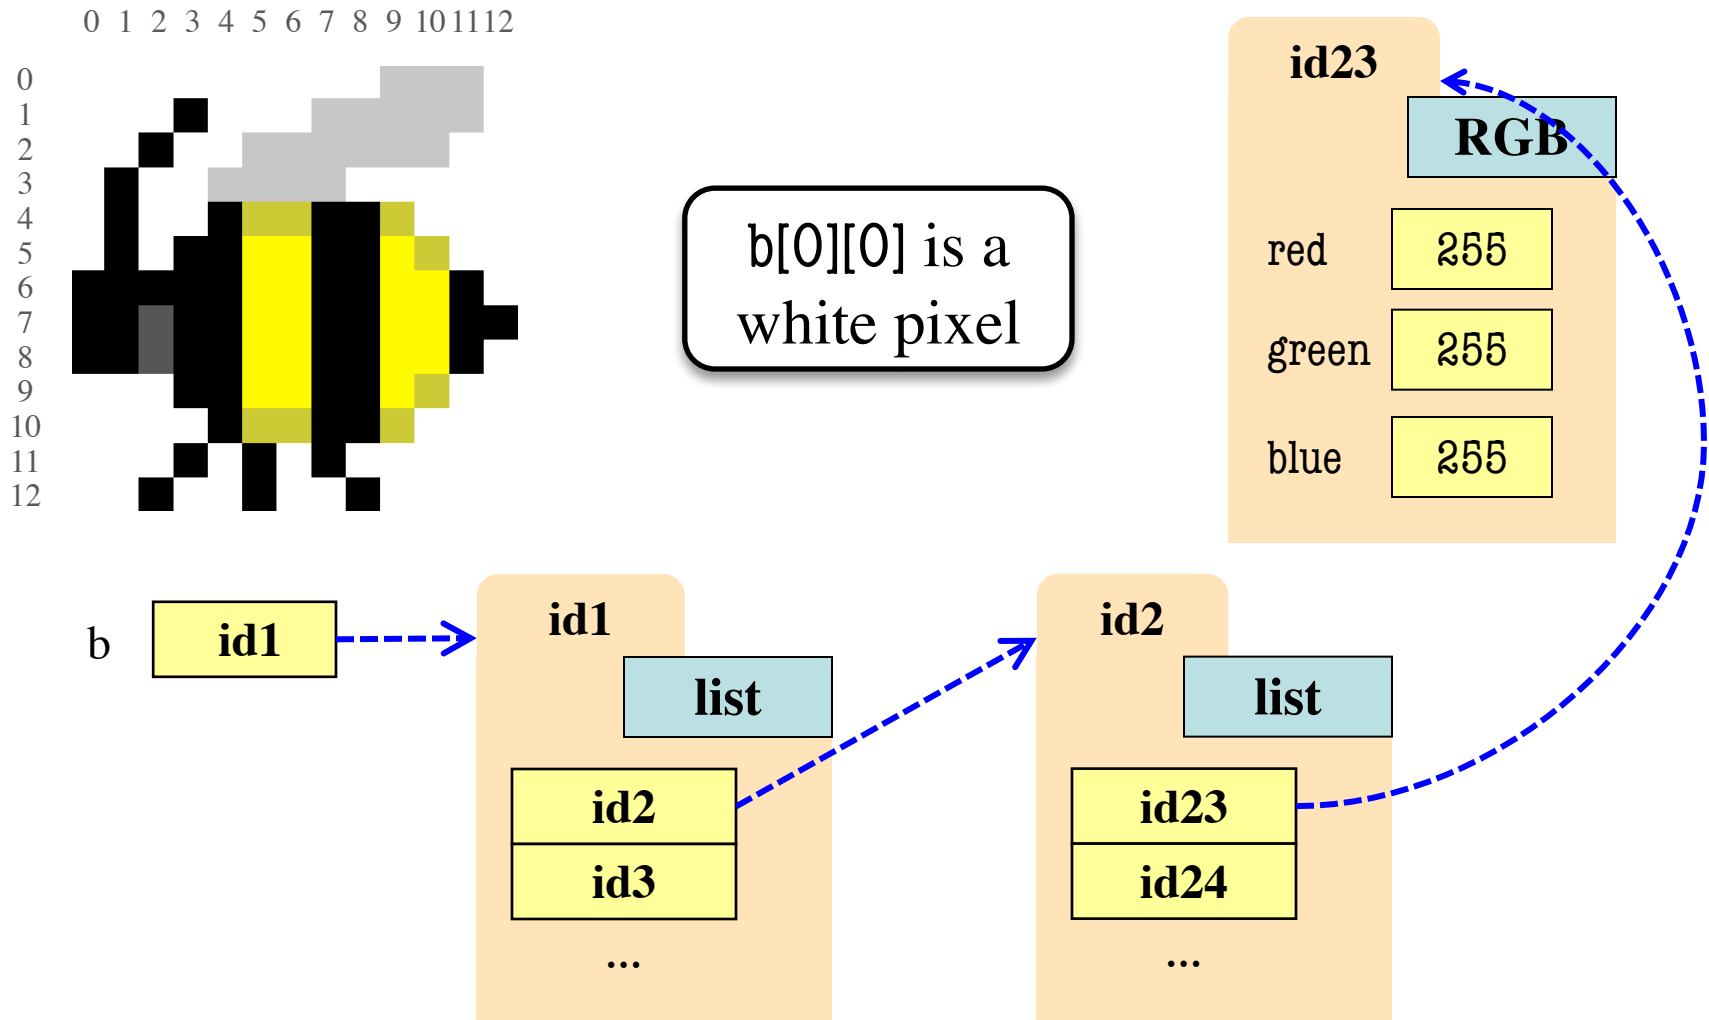 0 1 2 3 4 5 6 7 8 9 10 11 12
0
1
2
3
4
5
6
7
8
9
10
11
12
b[0][0] is a
white pixel
id23
RGB
red 255
green 255
blue 255
b id1
id1
list
id2
id3
...
id2
list
id23
id24
...